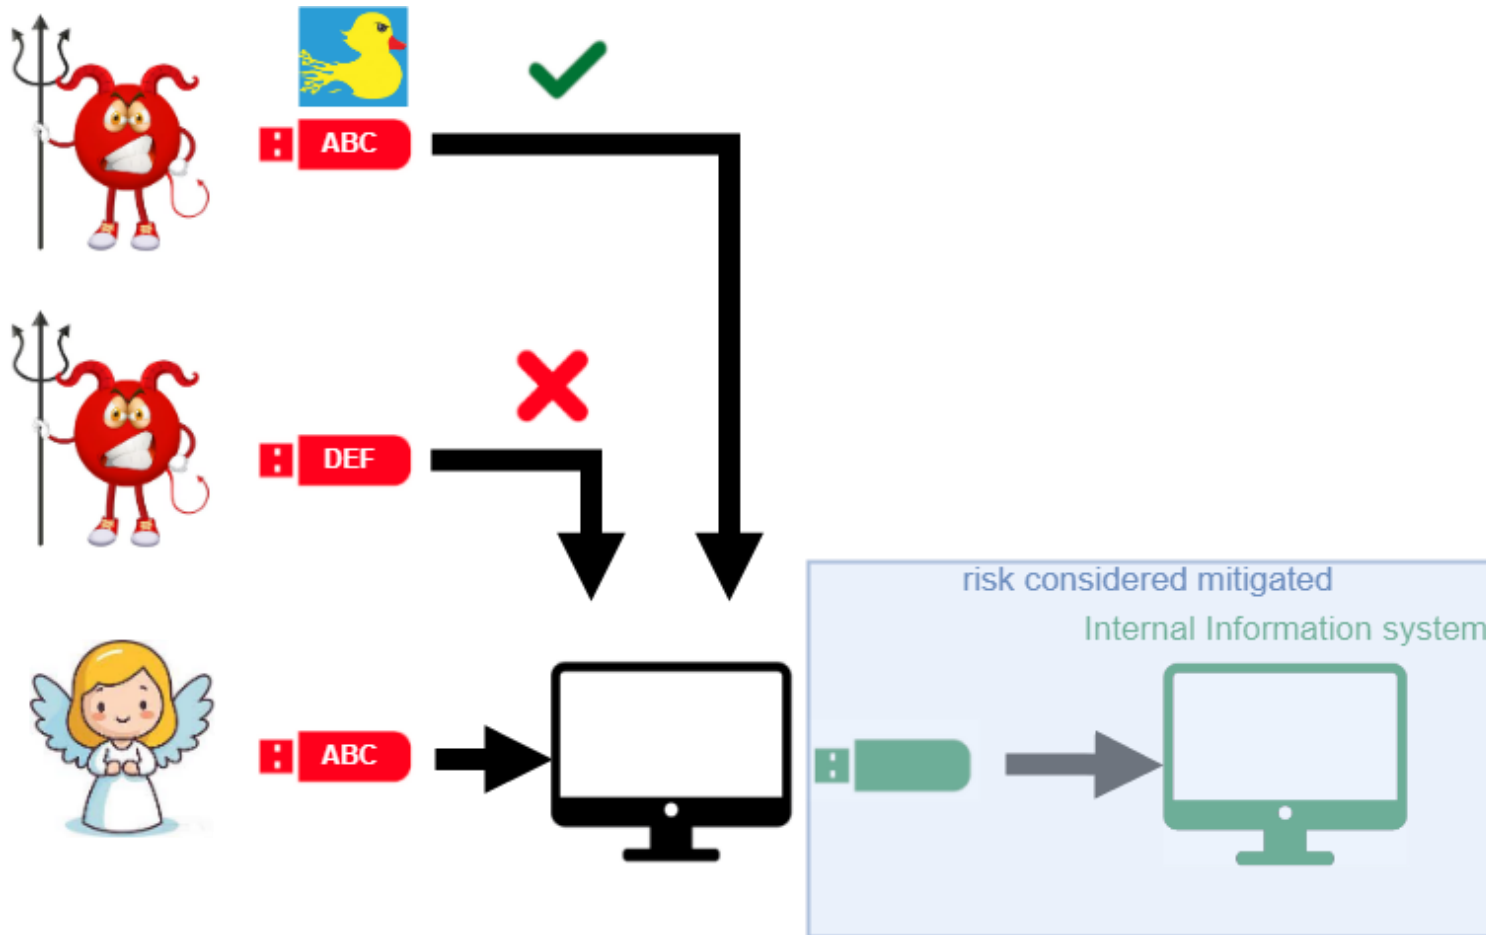 ABC
DEF
risk considered mitigated
Internal Information system
ABC